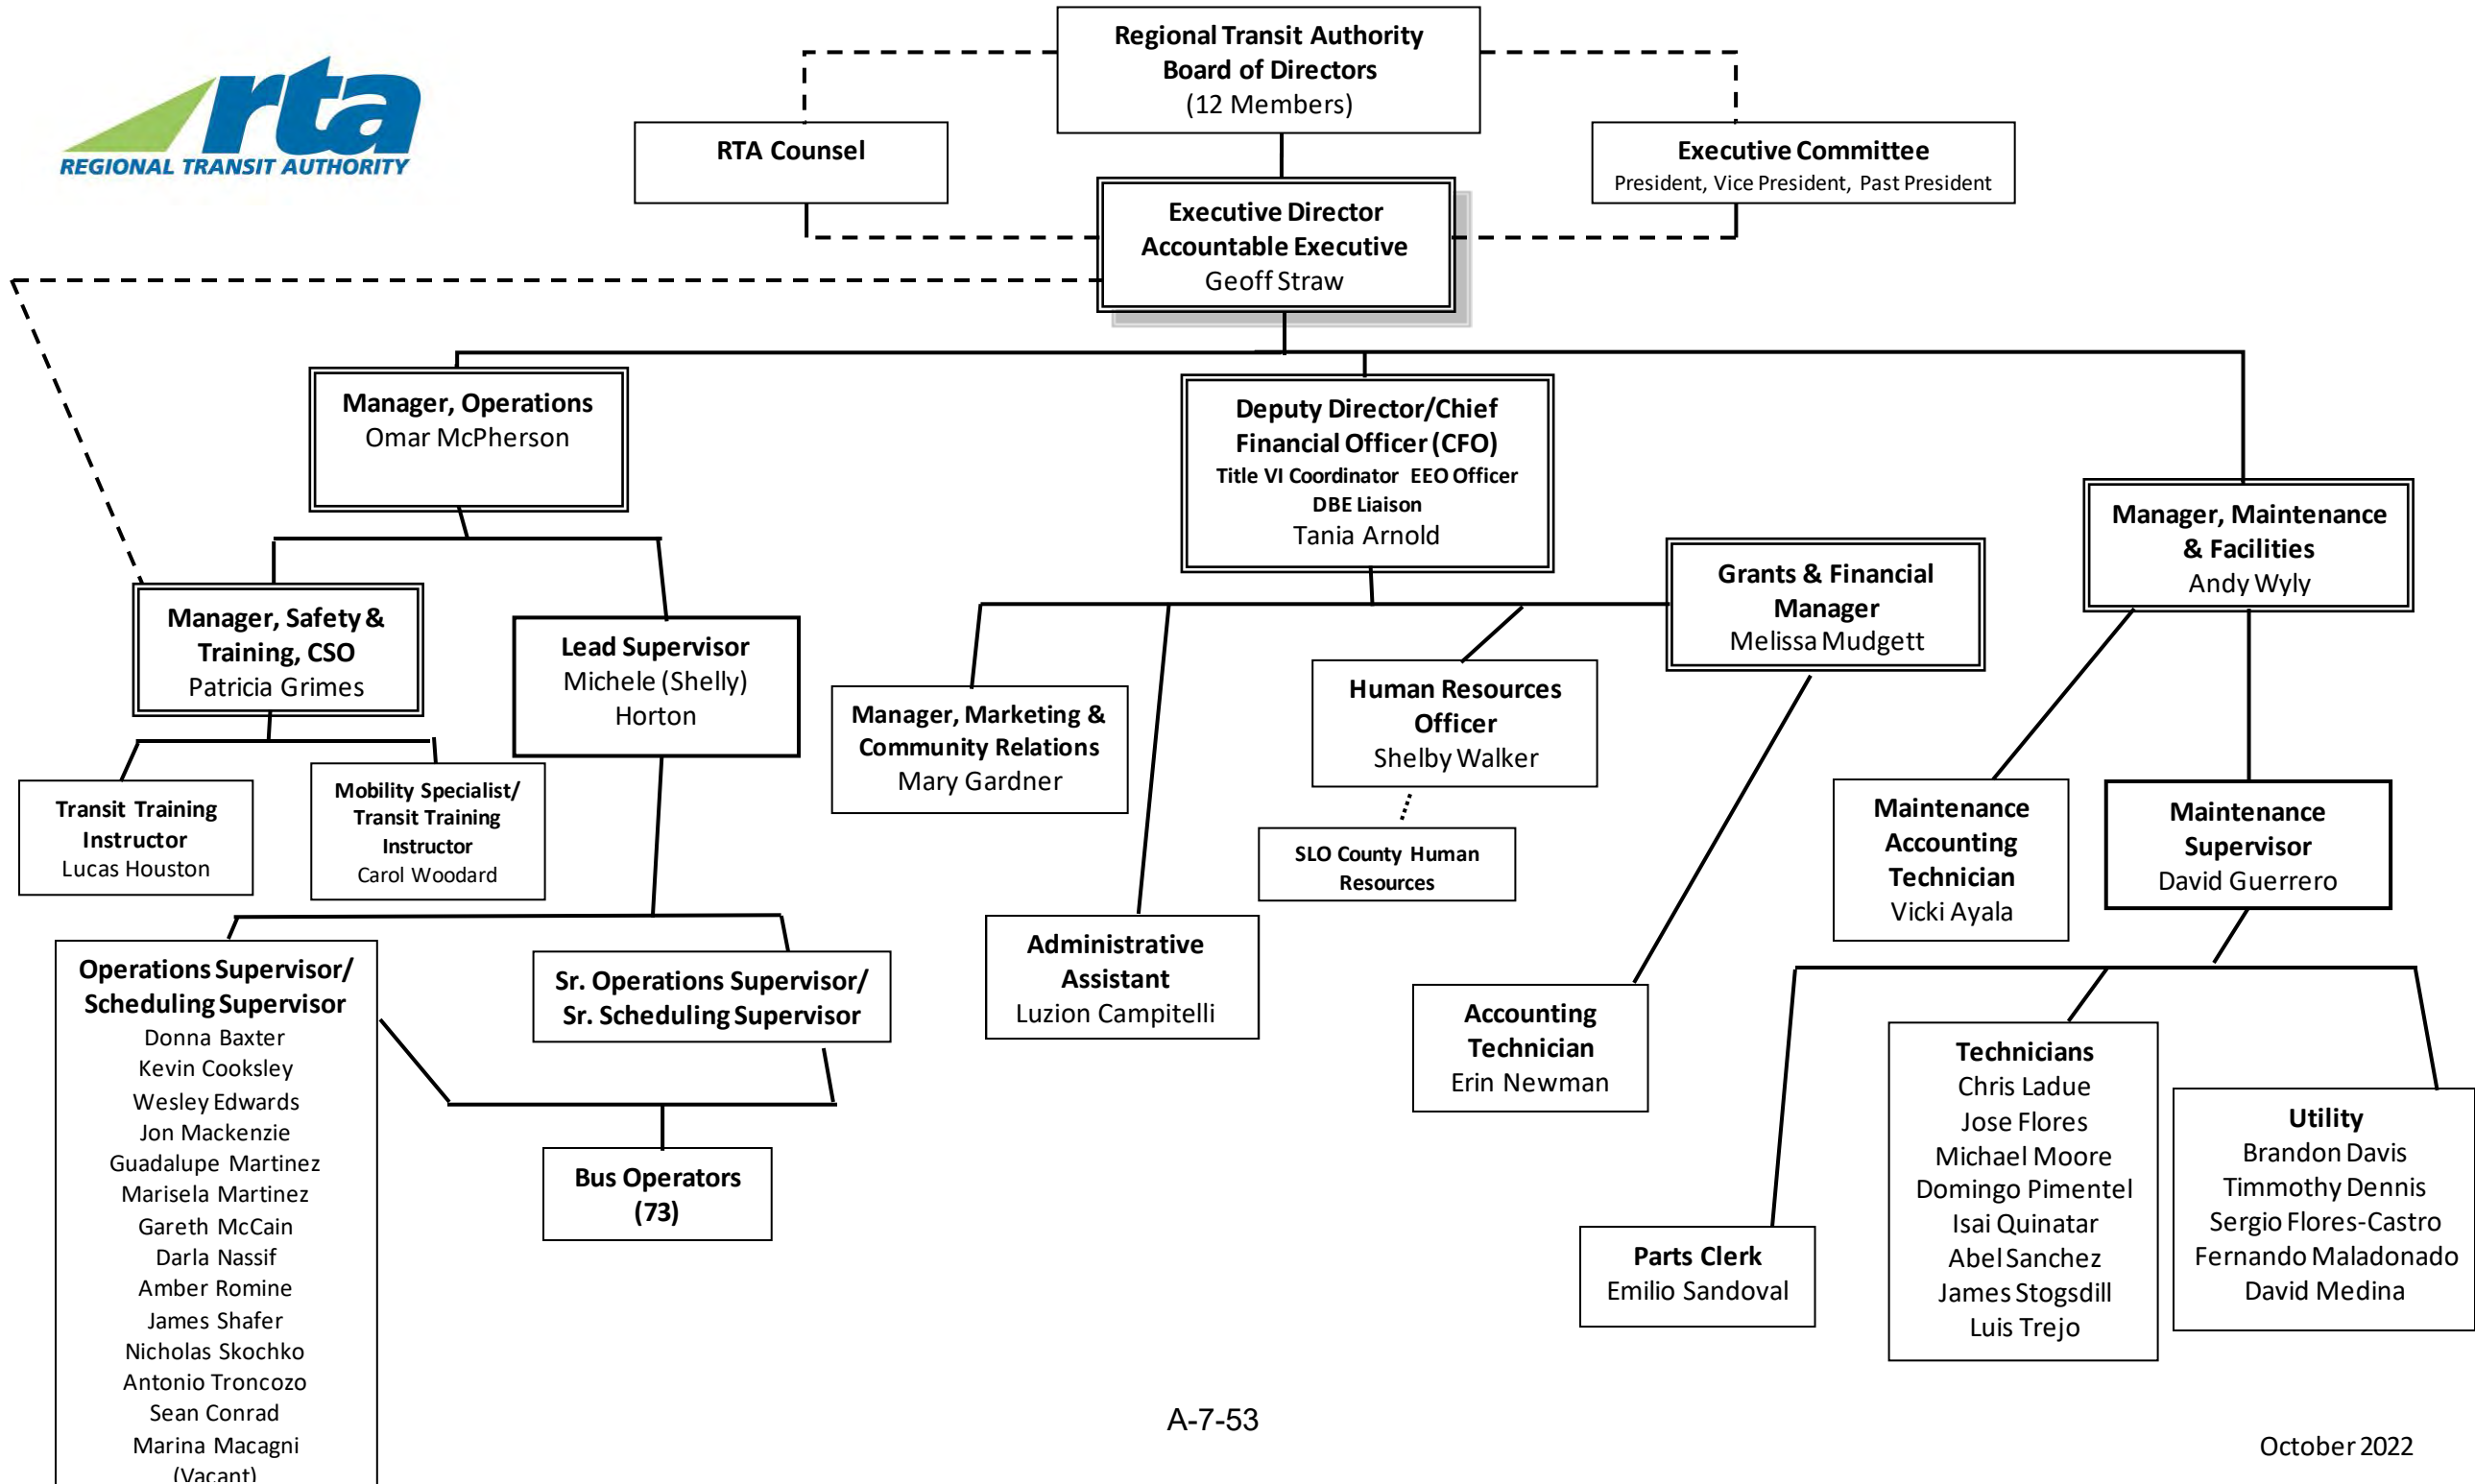 rta
REGIONAL TRANSIT AUTHORITY
Regional Transit Authority
Board of Directors
(12 Members)
RTA Counsel
Executive Committee
President, Vice President, Past President
Executive Director
Accountable Executive
Geoff Straw
Manager, Operations
Omar McPherson
Deputy Director/Chief
Financial Officer (CFO)
Title VI Coordinator EEO Officer
DBE Liaison
Tania Arnold
Manager, Maintenance
& Facilities
Andy Wyly
Grants & Financial
Manager
Melissa Mudgett
Manager, Safety &
Training, CSO
Patricia Grimes
Lead Supervisor
Michele (Shelly)
Horton
Manager, Marketing &
Community Relations
Mary Gardner
Human Resources
Officer
Shelby Walker
SLO County Human
Resources
Transit Training
Instructor
Lucas Houston
Mobility Specialist/
Transit Training
Instructor
Carol Woodard
Maintenance
Accounting
Technician
Vicki Ayala
Maintenance
Supervisor
David Guerrero
Operations Supervisor/
Scheduling Supervisor
Donna Baxter
Kevin Cooksley
Wesley Edwards
Jon Mackenzie
Guadalupe Martinez
Marisela Martinez
Gareth McCain
Darla Nassif
Amber Romine
James Shafer
Nicholas Skochko
Antonio Troncozo
Sean Conrad
Marina Macagni
(Vacant)
Sr. Operations Supervisor/
Sr. Scheduling Supervisor
Bus Operators
(73)
Administrative
Assistant
Luzion Campitelli
Accounting
Technician
Erin Newman
Parts Clerk
Emilio Sandoval
Technicians
Chris Ladue
Jose Flores
Michael Moore
Domingo Pimentel
Isai Quinatar
Abel Sanchez
James Stogsdill
Luis Trejo
Utility
Brandon Davis
Timmothy Dennis
Sergio Flores-Castro
Fernando Maladonado
David Medina
A-7-53
October 2022